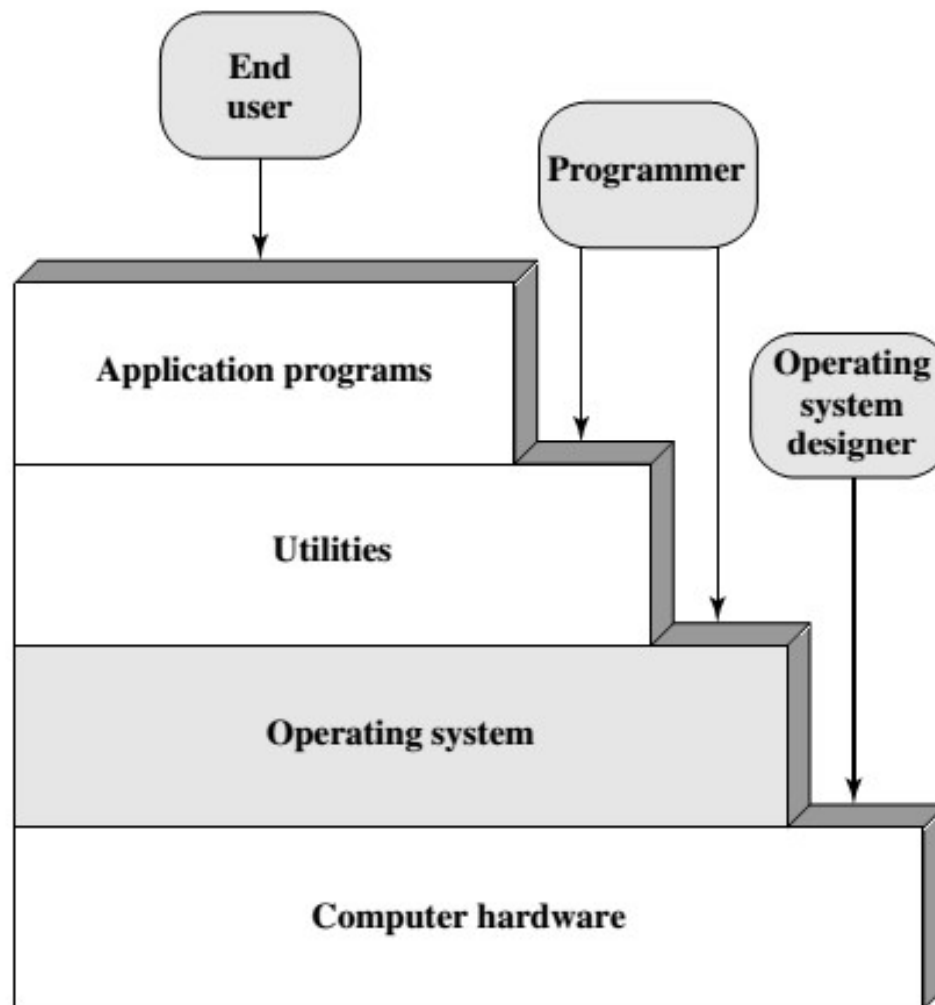 End
user
Programmer
Operating
system
designer
Application programs
Utilities
Operating system
Computer hardware